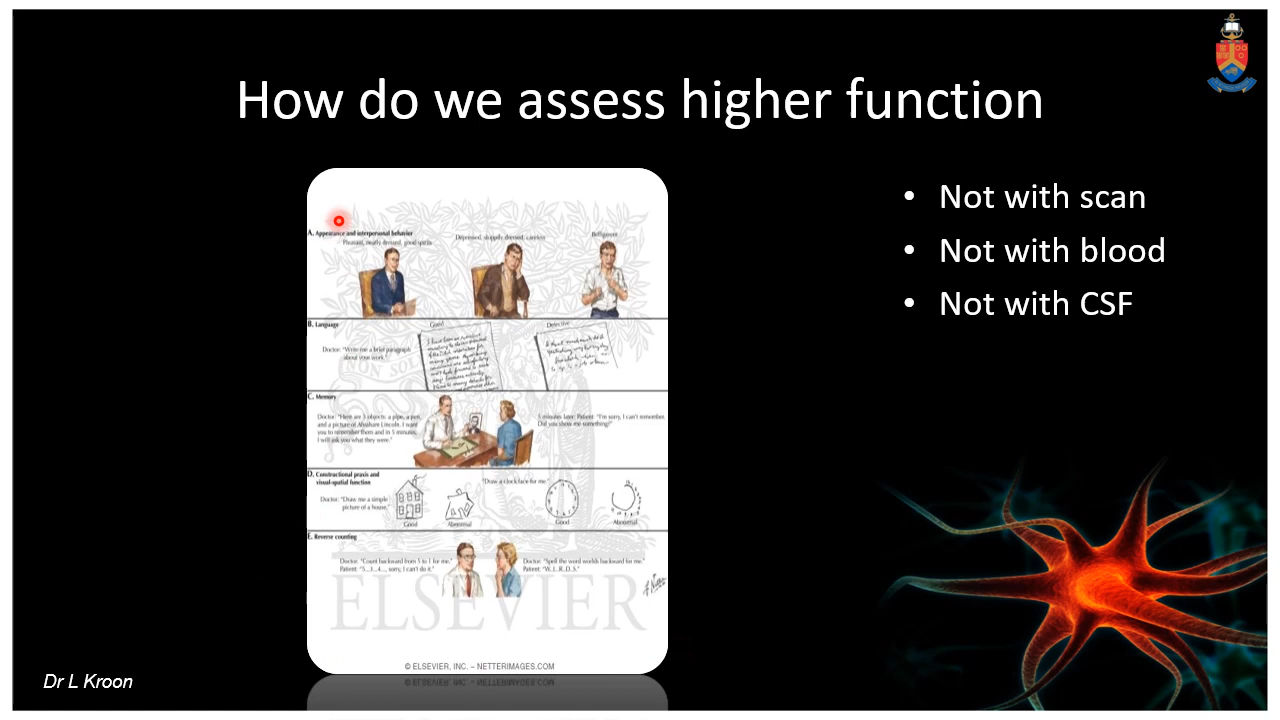 How do we assess higher function
A. Appearance and interpersonal behavior
Pleasant, neatly dressed, good spirits
Depressed, sloppily dressed, careless
Belligerent
B. Language
Good
Defective
Doctor: "Write me a brief paragraph
about your work."
C. Memory
Doctor: "Here are 3 objects: a pipe, a pen,
and a picture of Abraham Lincoln. I want
you to remember them and in 5 minutes,
I will ask you what they were."
5 minutes later: Patient: "I'm sorry, I can't remember.
Did you show me something?"
D. Constructional praxis and
visual-spatial function
Doctor: "Draw me a simple
picture of a house."
Good
Abnormal
"Draw a clock face for me."
Good
Abnormal
E. Reverse counting
Doctor: "Count backward from 5 to 1 for me."
Patient: "5...3...4... sorry, I can't do it."
Doctor: "Spell the word worlds backward for me."
Patient: "W..L..R..D..S."
ELSEVIER
© ELSEVIER, INC. – NETTERIMAGES.COM
• Not with scan
• Not with blood
• Not with CSF
Dr L Kroon